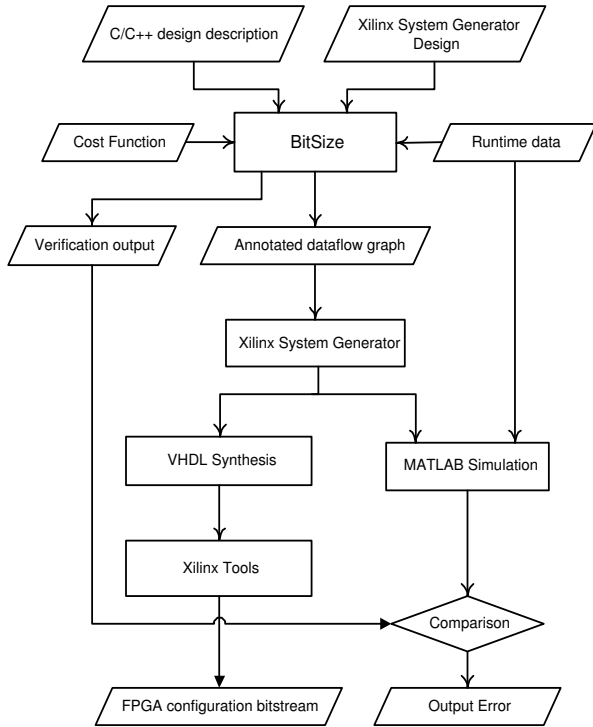 C/C++ design description
Xilinx System Generator
Design
Cost Function
BitSize
Runtime data
Verification output
Annotated dataflow graph
Xilinx System Generator
VHDL Synthesis
MATLAB Simulation
Xilinx Tools
Comparison
FPGA configuration bitstream
Output Error